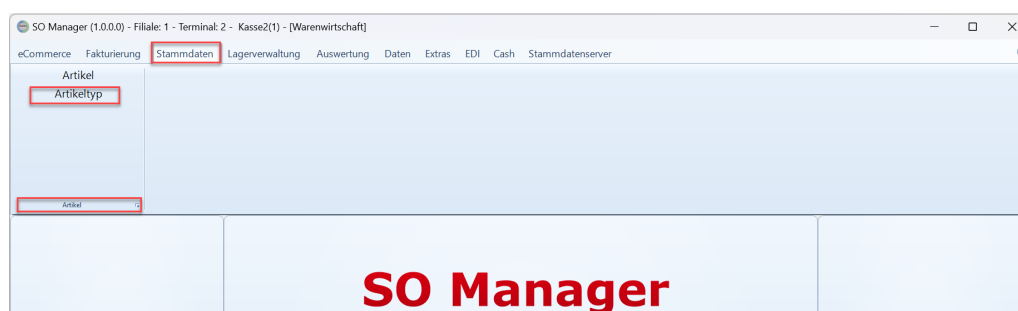 SO Manager (1.0.0.0) - Filiale: 1 - Terminal: 2 - Kasse2(1) - [Warenwirtschaft]
eCommerce Fakturierung Stammdaten Lagerverwaltung Auswertung Daten Extras EDI Cash Stammdatenserver
Artikel
Artikeltyp
Artikel
SO Manager